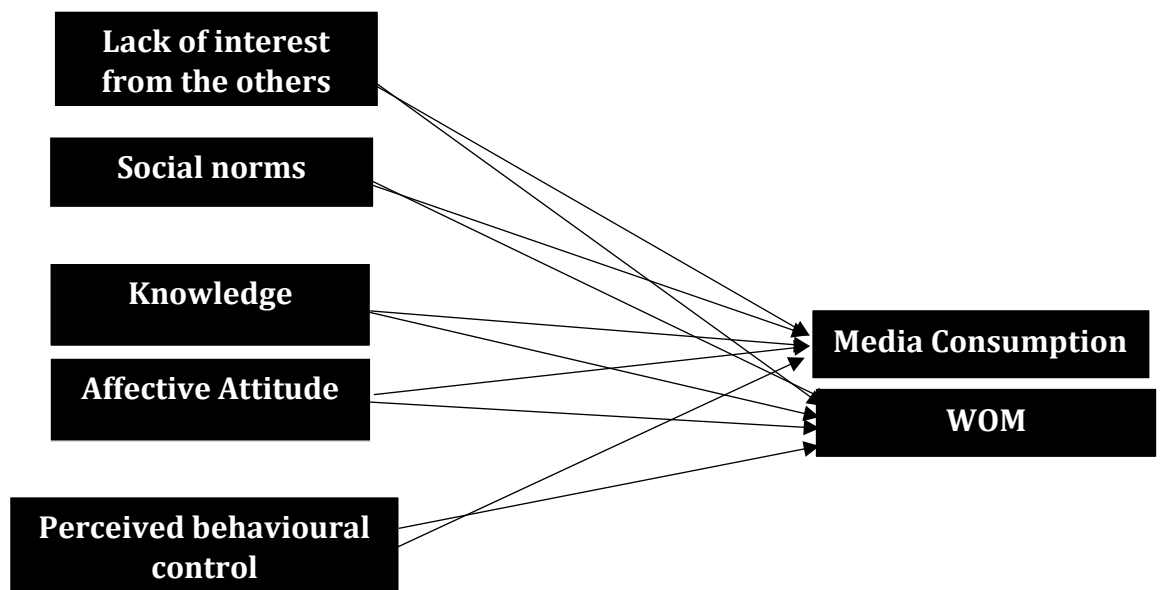 Lack of interest
from the others
Social norms
Knowledge
Affective Attitude
Perceived behavioural
control
Media Consumption
WOM